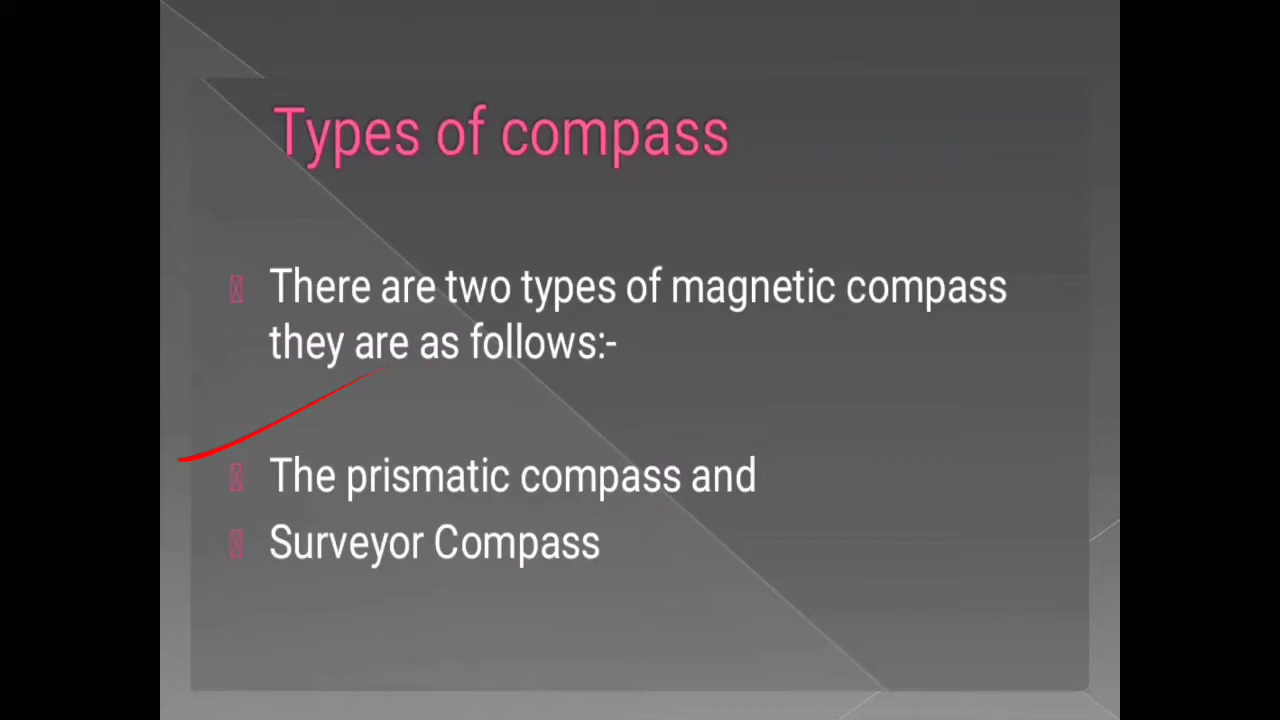 Types of compass
There are two types of magnetic compass
they are as follows:-
The prismatic compass and
Surveyor Compass